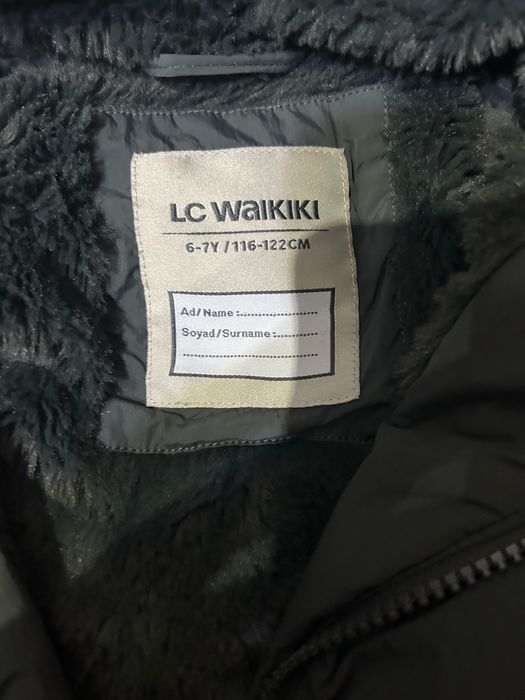 LC WAIKIKI
6-7Y / 116-122CM
Ad/Name :......................
Soyad/Surname :............
.......................................